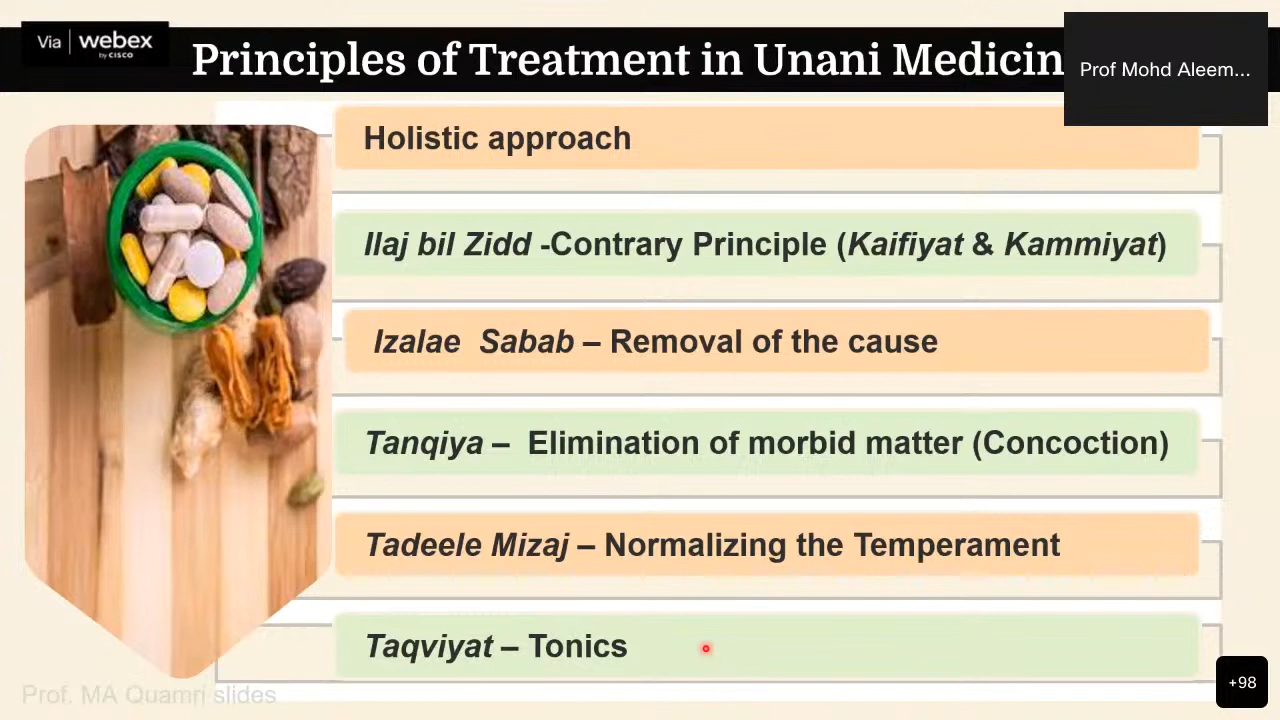 Via webex
by CISCO
Principles of Treatment in Unani Medicin
Prof Mohd Aleem...
Holistic approach
Ilaj bil Zidd -Contrary Principle (Kaifiyat & Kammiyat)
Izalae Sabab – Removal of the cause
Tanqiya – Elimination of morbid matter (Concoction)
Tadeele Mizaj – Normalizing the Temperament
Taqviyat – Tonics
Prof. MA Quamri slides
+98